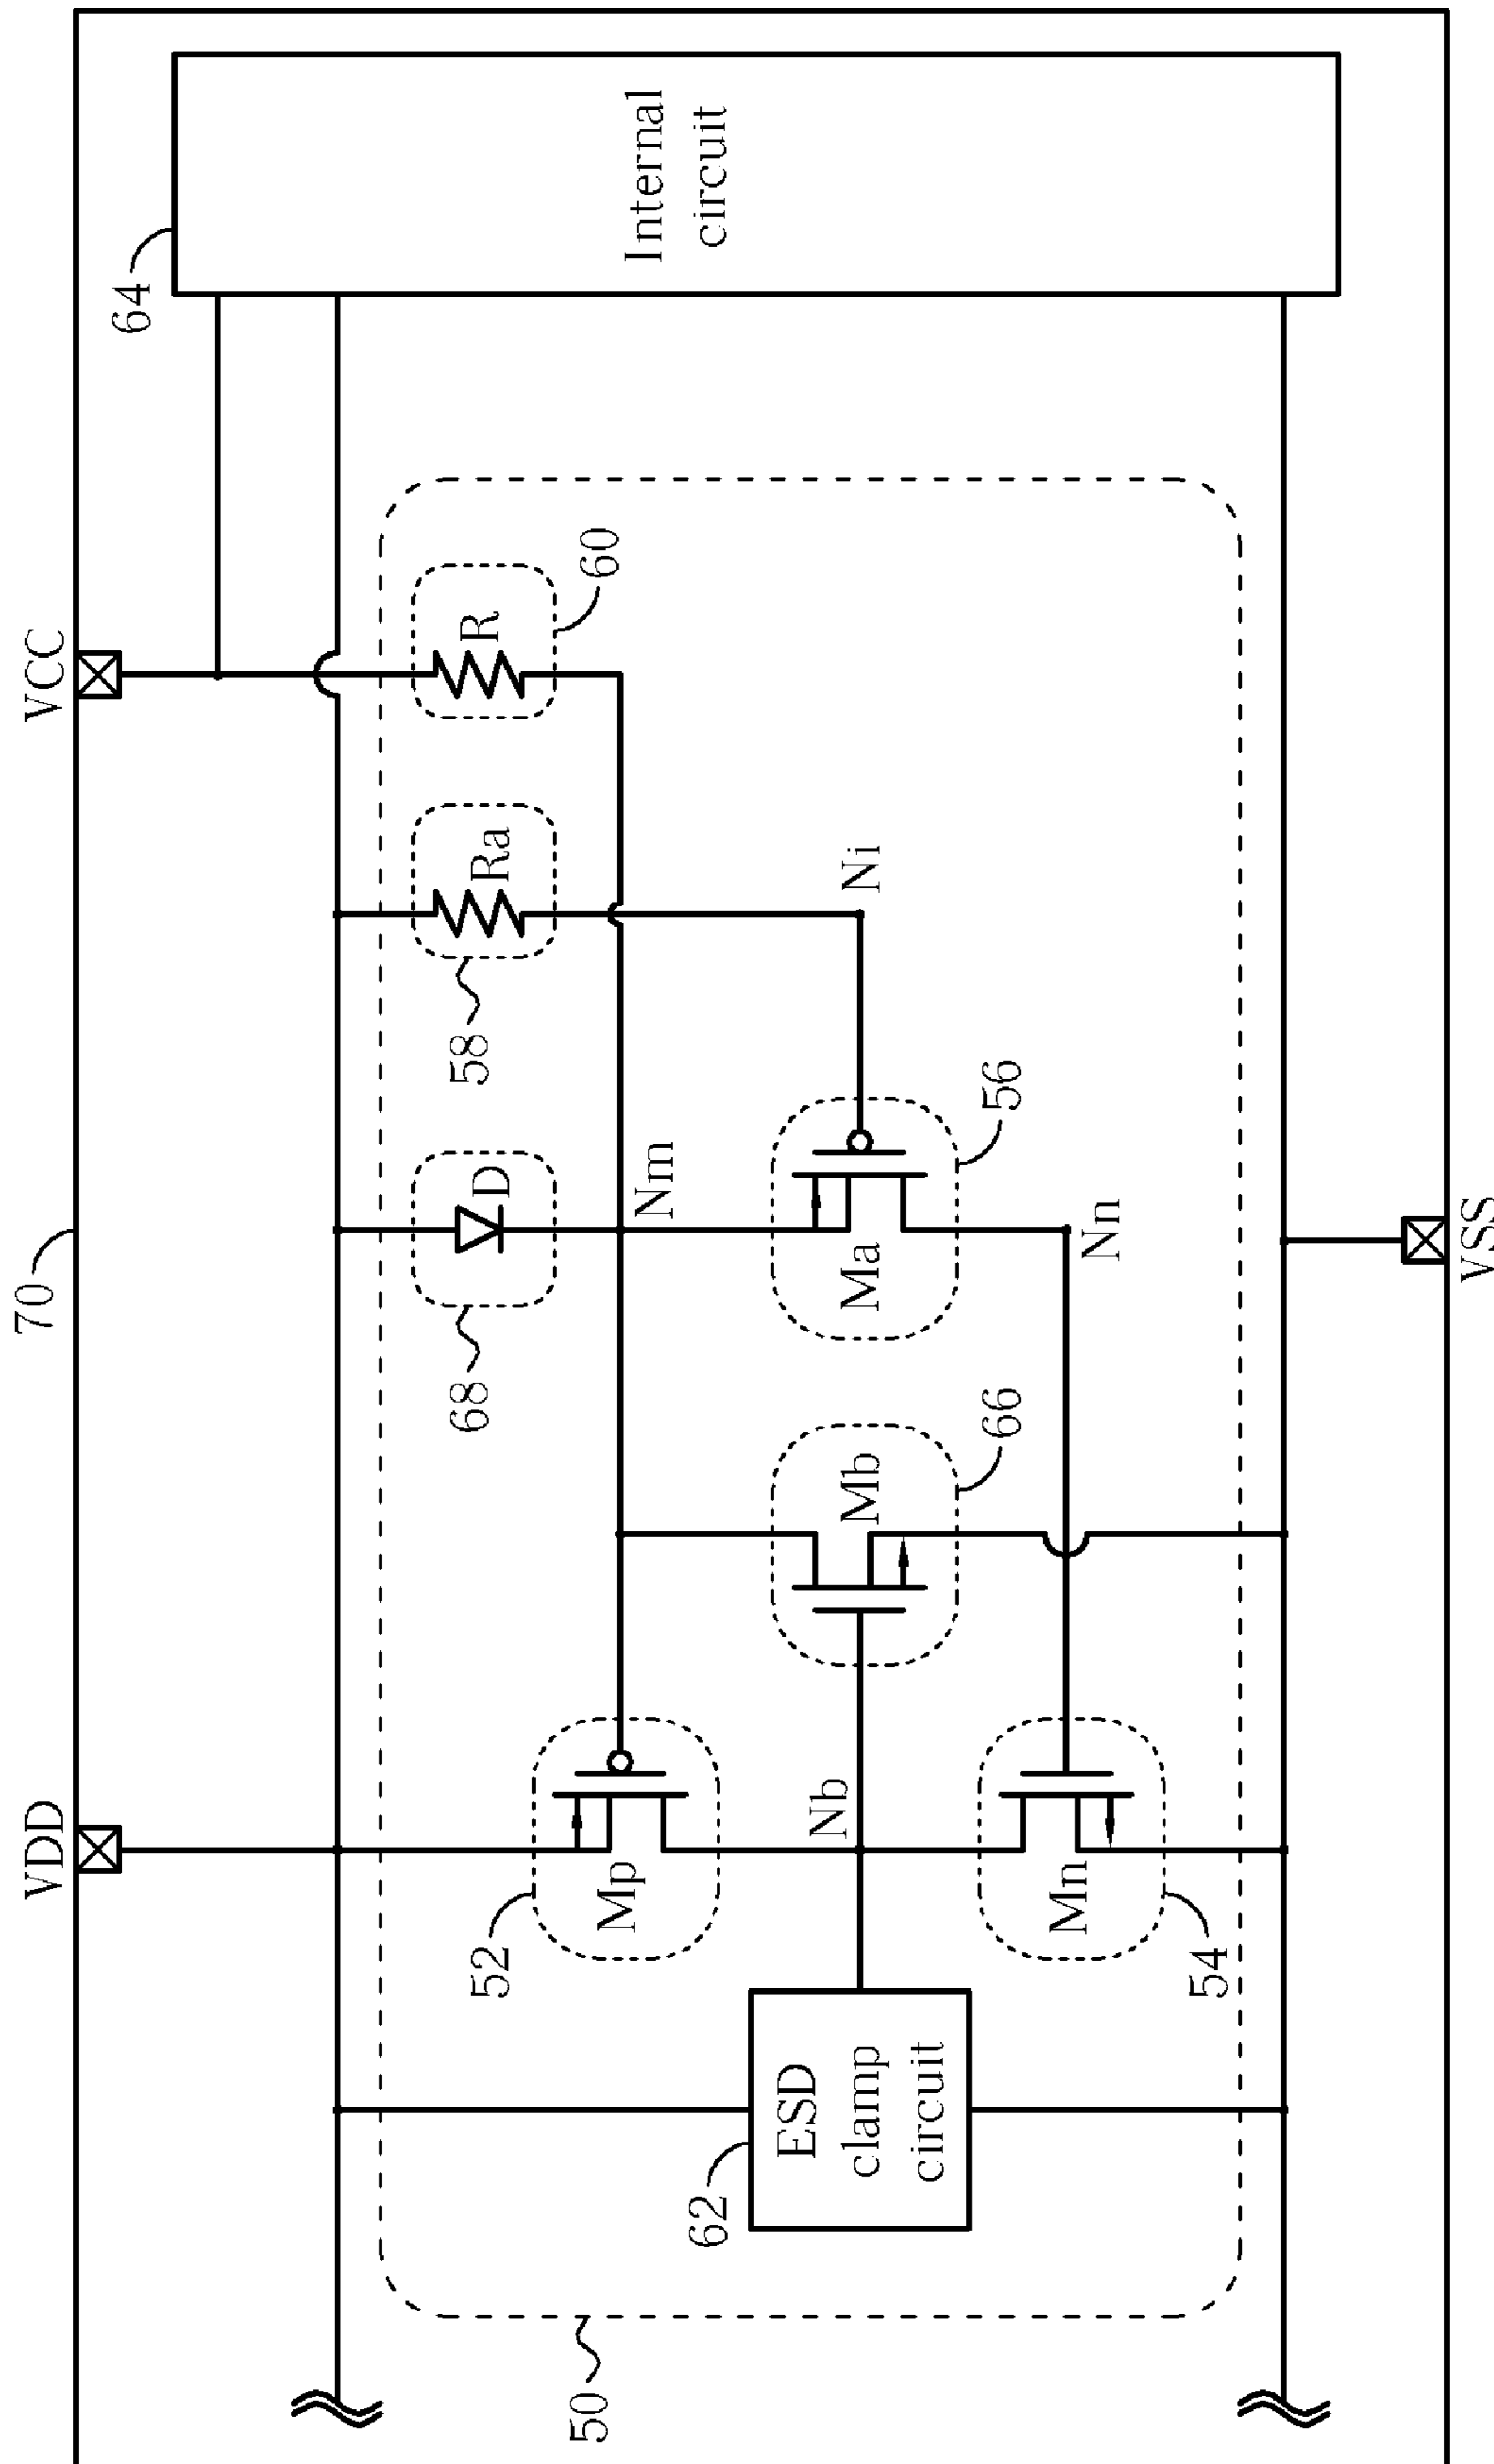 70
VDD
VCC
64
Internal
circuit
52
Mp
68
D
58
Ra
R
60
Nm
Ni
Nb
Mb
66
Ma
56
62
ESD
clamp
circuit
Mn
54
Nn
50
VSS